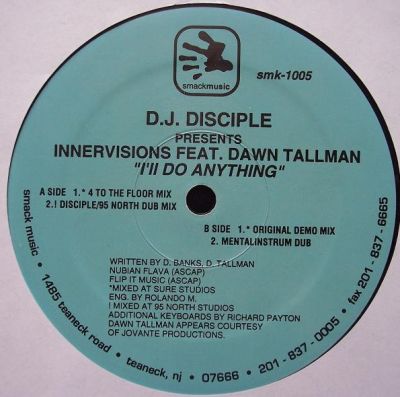 smackmusic
smk-1005
D.J. DISCIPLE
PRESENTS
INNERVISIONS FEAT. DAWN TALLMAN
"I'll DO ANYTHING"
A SIDE 1.* 4 TO THE FLOOR MIX
2.! DISCIPLE/95 NORTH DUB MIX
B SIDE 1.* ORIGINAL DEMO MIX
2. MENTALINSTRUM DUB
WRITTEN BY D. BANKS, D. TALLMAN
NUBIAN FLAVA (ASCAP)
FLIP IT MUSIC (ASCAP)
*MIXED AT SURE STUDIOS
ENG. BY ROLANDO M.
! MIXED AT 95 NORTH STUDIOS
ADDITIONAL KEYBOARDS BY RICHARD PAYTON
DAWN TALLMAN APPEARS COURTESY
OF JOVANTE PRODUCTIONS.
smack music • 1485 teaneck road • teaneck, nj • 07666 • 201-837-0005 • fax 201-837-6665